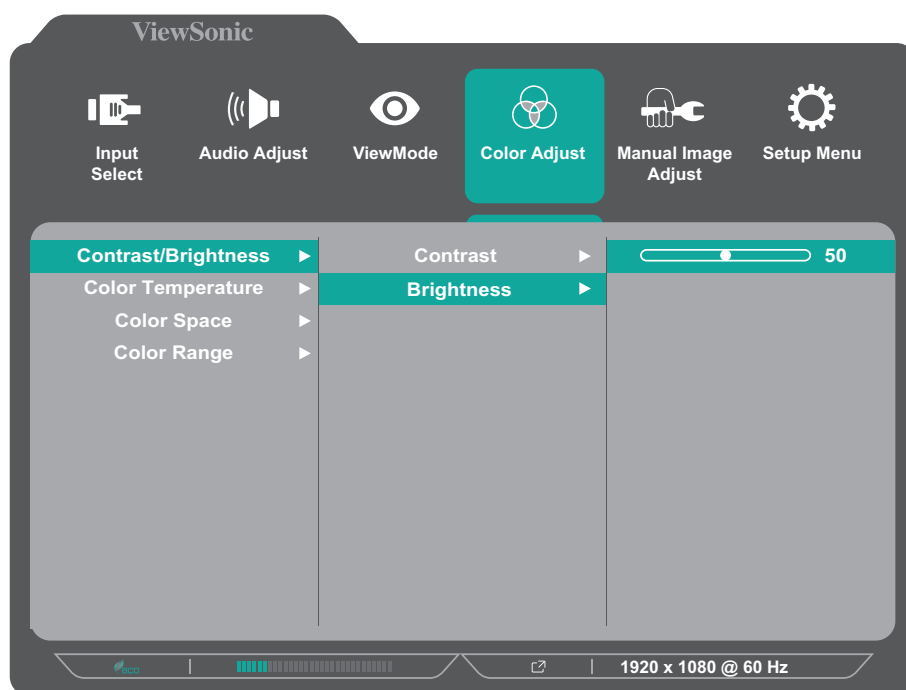 ViewSonic
Input Select
Audio Adjust
ViewMode
Color Adjust
Manual Image Adjust
Setup Menu
Contrast/Brightness
Contrast
50
Color Temperature
Brightness
Color Space
Color Range
eco
1920 x 1080 @ 60 Hz